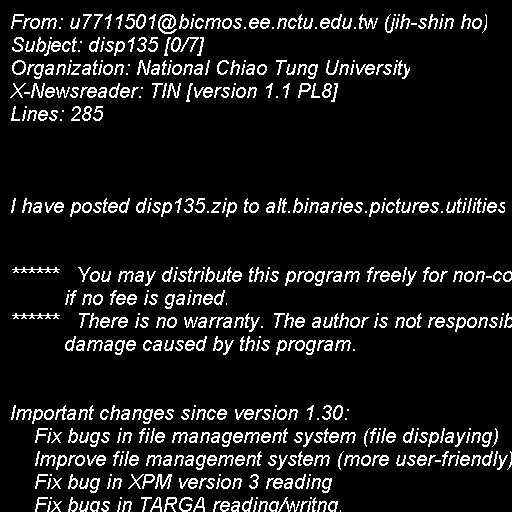 From: u7711501@bicmos.ee.nctu.edu.tw (jih-shin ho)
Subject: disp135 [0/7]
Organization: National Chiao Tung University
X-Newsreader: TIN [version 1.1 PL8]
Lines: 285
I have posted disp135.zip to alt.binaries.pictures.utilities
****** You may distribute this program freely for non-co
if no fee is gained.
****** There is no warranty. The author is not responsib
damage caused by this program.
Important changes since version 1.30:
Fix bugs in file management system (file displaying)
Improve file management system (more user-friendly)
Fix bug in XPM version 3 reading
Fix bugs in TARGA reading/writng.